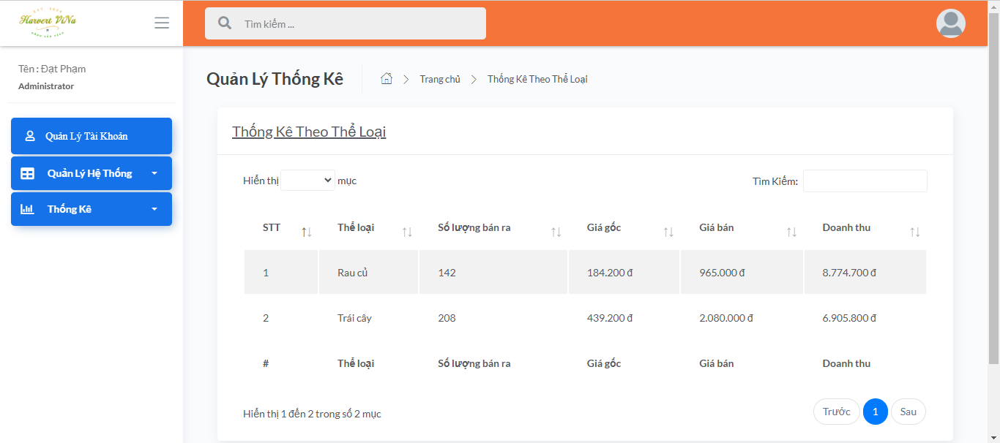 Harvert ViNa
Tìm kiếm ...
Tên : Đạt Phạm
Administrator
Quản Lý Tài Khoản
Quản Lý Hệ Thống
Thống Kê
Quản Lý Thống Kê
Trang chủ
Thống Kê Theo Thể Loại
Thống Kê Theo Thể Loại
Hiển thị mục
Tìm Kiếm:
STT Thể loại Số lượng bán ra Giá gốc Giá bán Doanh thu
1 Rau củ 142 184.200 đ 965.000 đ 8.774.700 đ
2 Trái cây 208 439.200 đ 2.080.000 đ 6.905.800 đ
# Thể loại Số lượng bán ra Giá gốc Giá bán Doanh thu
Hiển thị 1 đến 2 trong số 2 mục
Trước 1 Sau